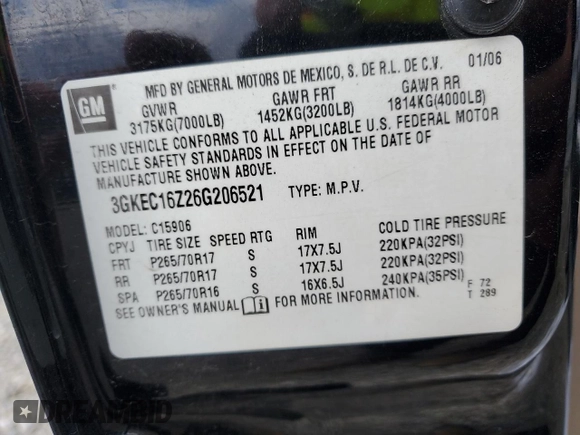 GM
MFD BY GENERAL MOTORS DE MEXICO, S. DE R.L. DE C.V. 01/06
GVWR GAWR FRT GAWR RR
3175KG(7000LB) 1452KG(3200LB) 1814KG(4000LB)
THIS VEHICLE CONFORMS TO ALL APPLICABLE U.S. FEDERAL MOTOR
VEHICLE SAFETY STANDARDS IN EFFECT ON THE DATE OF
MANUFACTURE SHOWN ABOVE.
3GKEC16Z26G206521 TYPE: M.P.V.
MODEL: C15906
CPYJ TIRE SIZE SPEED RTG RIM COLD TIRE PRESSURE
FRT P265/70R17 S 17X7.5J 220KPA(32PSI)
RR P265/70R17 S 17X7.5J 220KPA(32PSI)
SPA P265/70R16 S 16X6.5J 240KPA(35PSI) F 72
SEE OWNER'S MANUAL i FOR MORE INFORMATION. T 289
DREAMBID